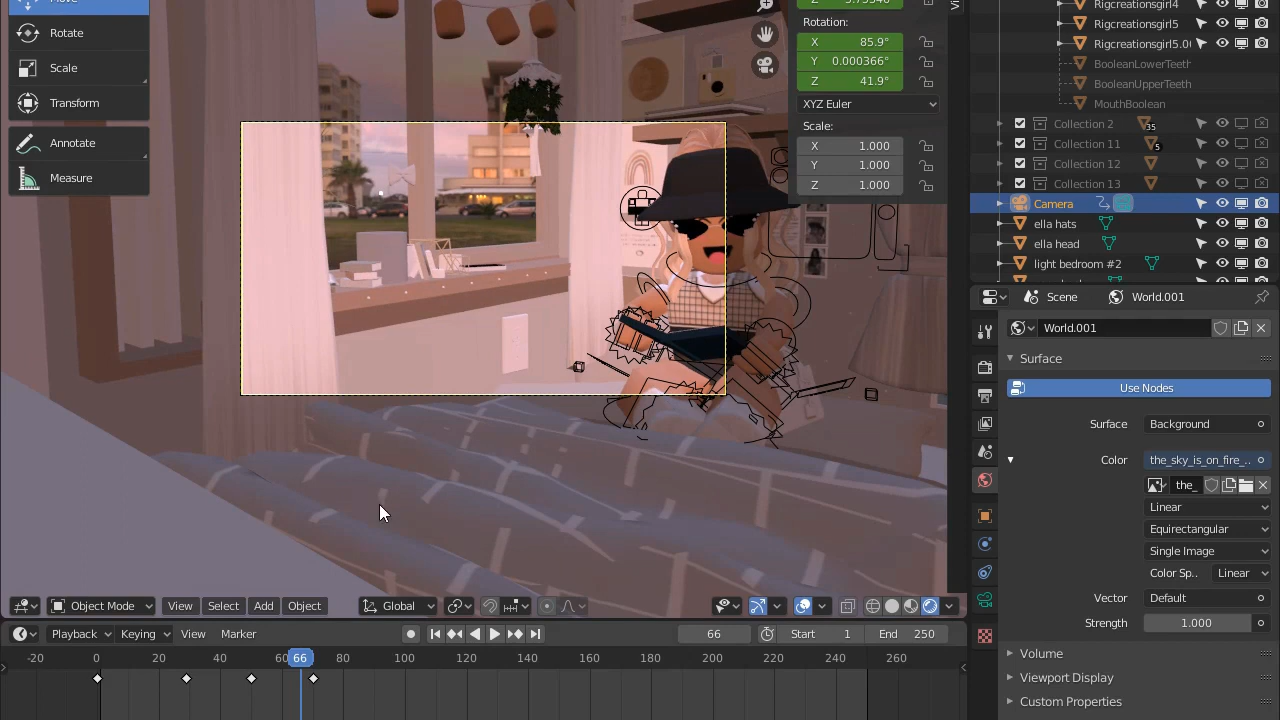 Move
Rotate
Scale
Transform
Annotate
Measure
Rotation:
X 85.9°
Y 0.000366°
Z 41.9°
XYZ Euler
Scale:
X 1.000
Y 1.000
Z 1.000
Rigcreationsgirl4
Rigcreationsgirl5
Rigcreationsgirl5.0
BooleanLowerTeeth
BooleanUpperTeeth
MouthBoolean
Collection 2 35
Collection 11 5
Collection 12
Collection 13
Camera
ella hats
ella head
light bedroom #2
Scene World.001
World.001
Surface
Use Nodes
Surface Background
Color the_sky_is_on_fire_..
the_
Linear
Equirectangular
Single Image
Color Sp.. Linear
Vector Default
Strength 1.000
Volume
Viewport Display
Custom Properties
Object Mode View Select Add Object Global
Playback Keying View Marker 66 Start 1 End 250
-20 0 20 40 60 66 80 100 120 140 160 180 200 220 240 260